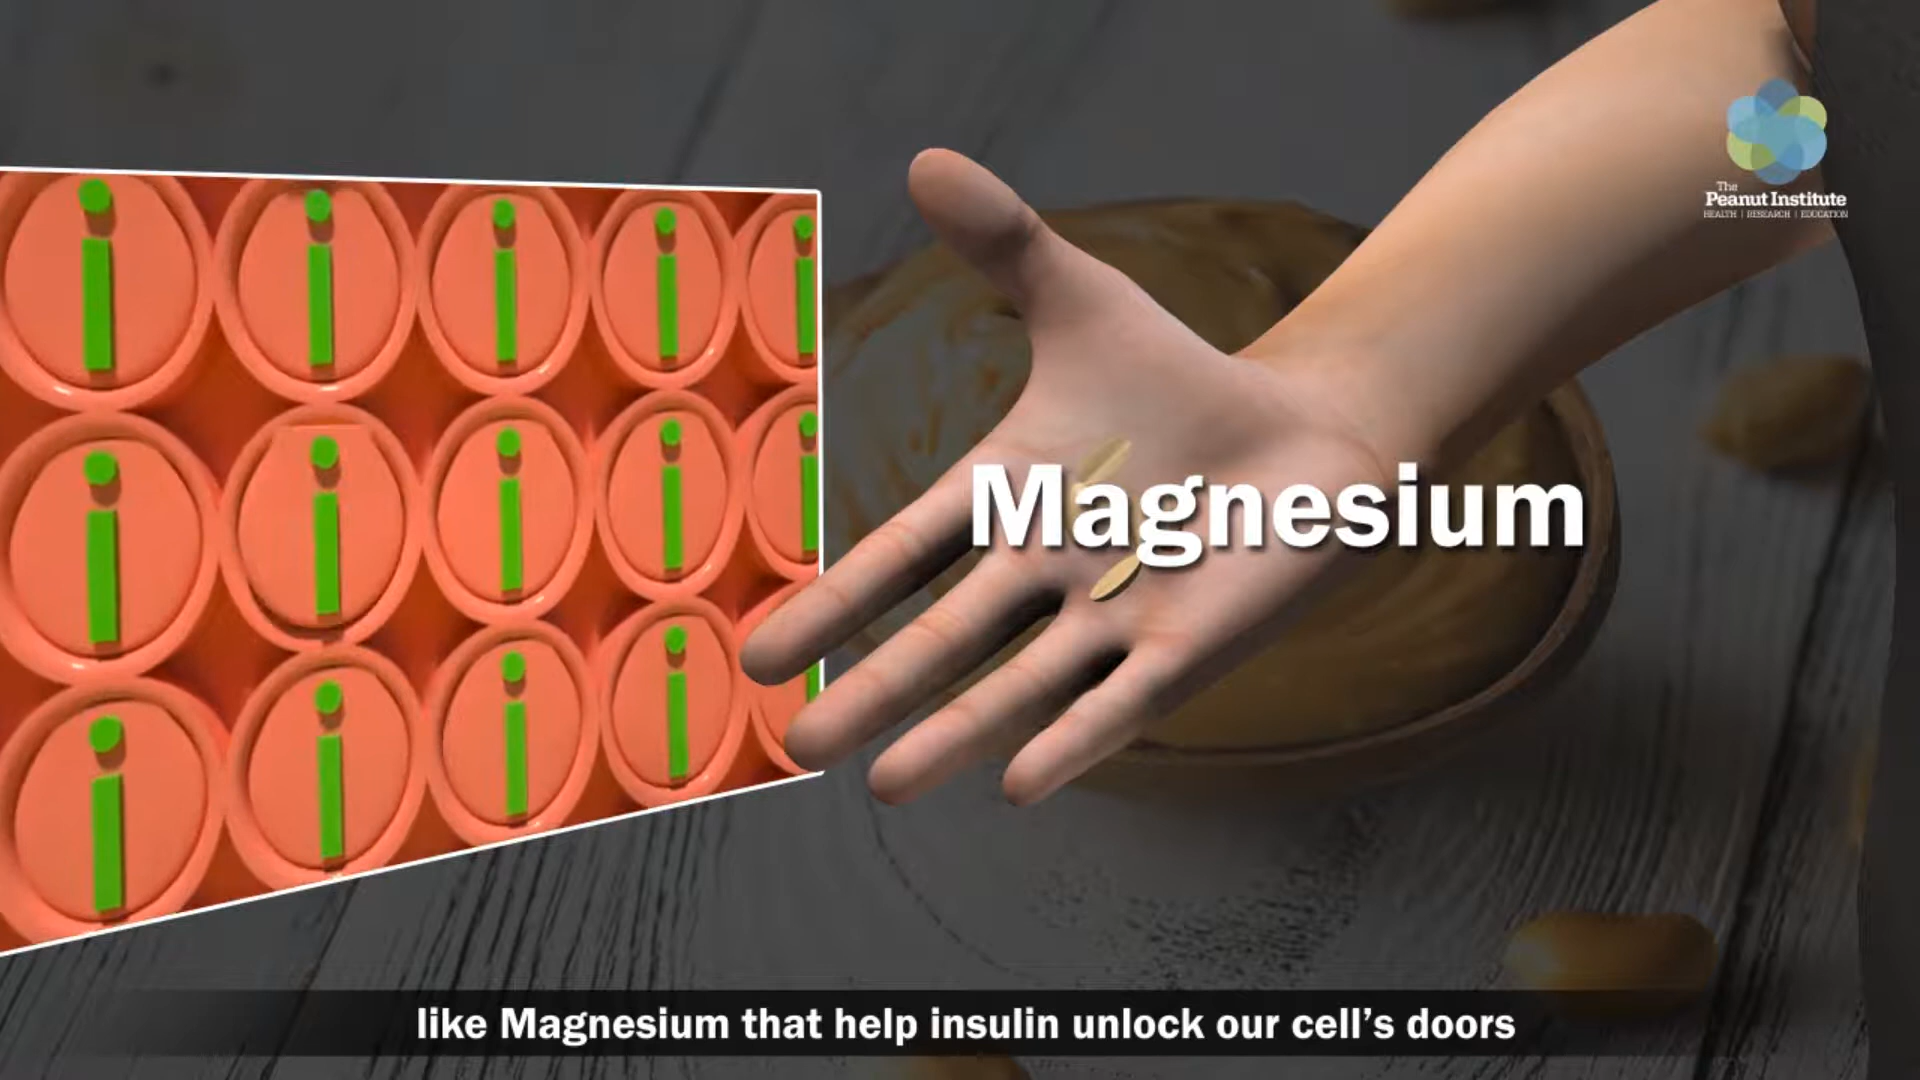 The
Peanut Institute
HEALTH | RESEARCH | EDUCATION
i i i i i
i i i i i
i i i i
Magnesium
like Magnesium that help insulin unlock our cell's doors